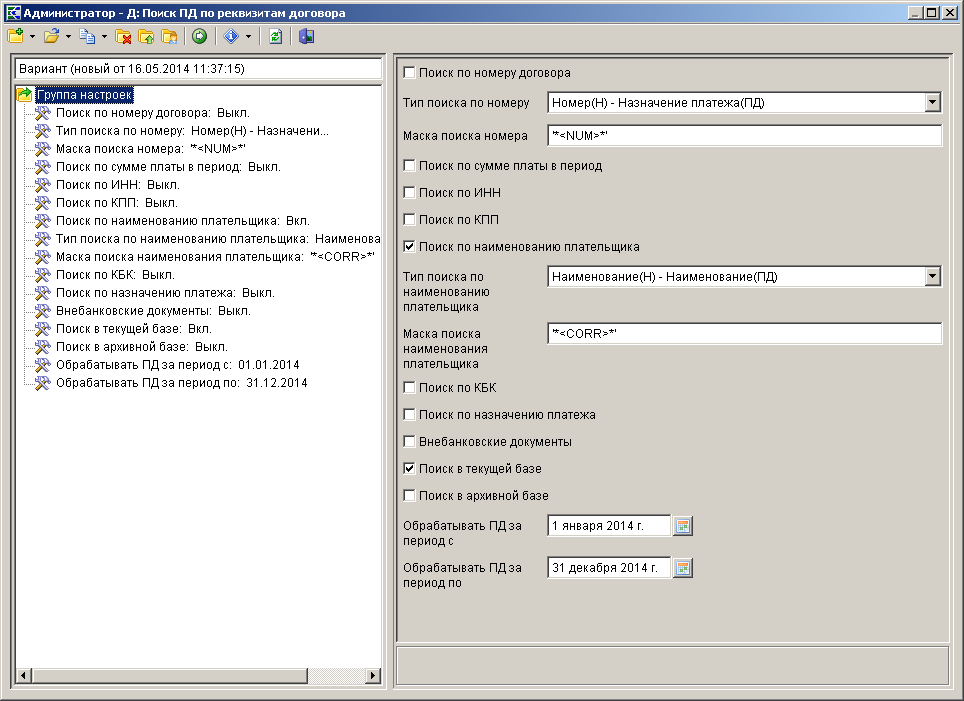 Администратор - Д: Поиск ПД по реквизитам договора
Вариант (новый от 16.05.2014 11:37:15)
Группа настроек
Поиск по номеру договора: Выкл.
Тип поиска по номеру: Номер(Н) - Назначени...
Маска поиска номера: '*<NUM>*'
Поиск по сумме платы в период: Выкл.
Поиск по ИНН: Выкл.
Поиск по КПП: Выкл.
Поиск по наименованию плательщика: Вкл.
Тип поиска по наименованию плательщика: Наименова
Маска поиска наименования плательщика: '*<CORR>*'
Поиск по КБК: Выкл.
Поиск по назначению платежа: Выкл.
Внебанковские документы: Выкл.
Поиск в текущей базе: Вкл.
Поиск в архивной базе: Выкл.
Обрабатывать ПД за период с: 01.01.2014
Обрабатывать ПД за период по: 31.12.2014
Поиск по номеру договора
Тип поиска по номеру
Номер(Н) - Назначение платежа(ПД)
Маска поиска номера
'*<NUM>*'
Поиск по сумме платы в период
Поиск по ИНН
Поиск по КПП
Поиск по наименованию плательщика
Тип поиска по
наименованию
плательщика
Наименование(Н) - Наименование(ПД)
Маска поиска
наименования
плательщика
'*<CORR>*'
Поиск по КБК
Поиск по назначению платежа
Внебанковские документы
Поиск в текущей базе
Поиск в архивной базе
Обрабатывать ПД за
период с
1 января 2014 г.
Обрабатывать ПД за
период по
31 декабря 2014 г.